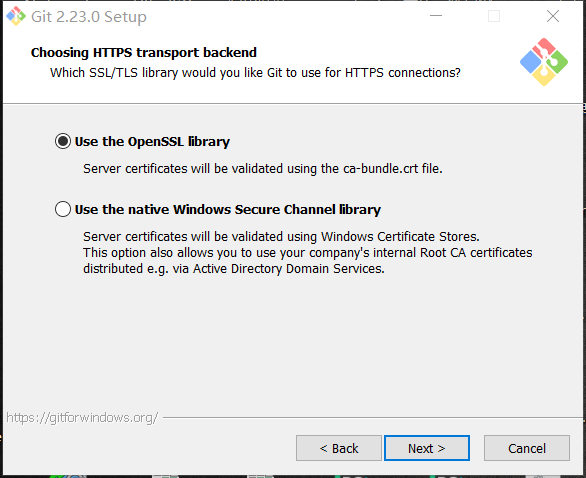 Git 2.23.0 Setup
Choosing HTTPS transport backend
Which SSL/TLS library would you like Git to use for HTTPS connections?
Use the OpenSSL library
Server certificates will be validated using the ca-bundle.crt file.
Use the native Windows Secure Channel library
Server certificates will be validated using Windows Certificate Stores.
This option also allows you to use your company's internal Root CA certificates
distributed e.g. via Active Directory Domain Services.
https://gitforwindows.org/
< Back
Next >
Cancel